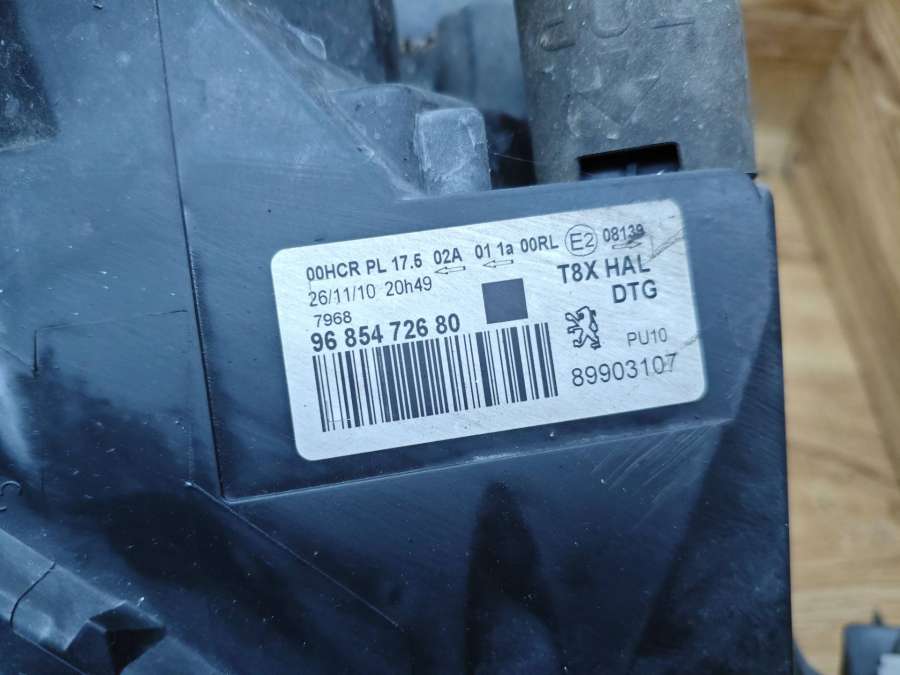 00HCR PL 17.5 02A 01 1a 00RL E2 08139
26/11/10 20h49
T8X HAL
DTG
7968
96 854 726 80
PU10
89903107